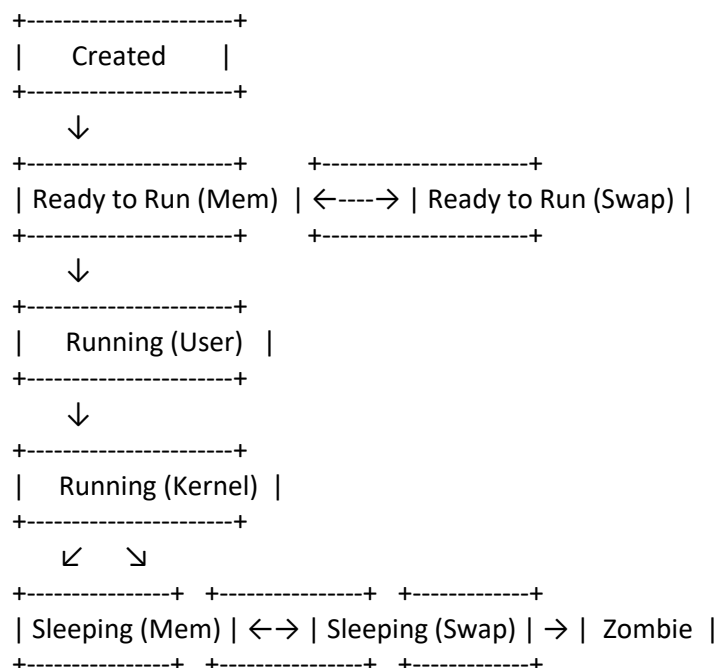 +-----------------------+
| Created |
+-----------------------+
↓
+-----------------------+ +-----------------------+
| Ready to Run (Mem) | ←----→ | Ready to Run (Swap) |
+-----------------------+ +-----------------------+
↓
+-----------------------+
| Running (User) |
+-----------------------+
↓
+-----------------------+
| Running (Kernel) |
+-----------------------+
↙ ↘
+----------------+ +----------------+ +-------------+
| Sleeping (Mem) | ←→ | Sleeping (Swap) | → | Zombie |
+----------------+ +----------------+ +-------------+